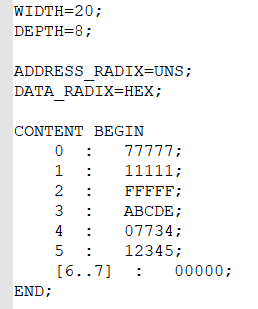 WIDTH=20;
DEPTH=8;
ADDRESS_RADIX=UNS;
DATA_RADIX=HEX;
CONTENT BEGIN
0 : 77777;
1 : 11111;
2 : FFFFF;
3 : ABCDE;
4 : 07734;
5 : 12345;
[6..7] : 00000;
END;